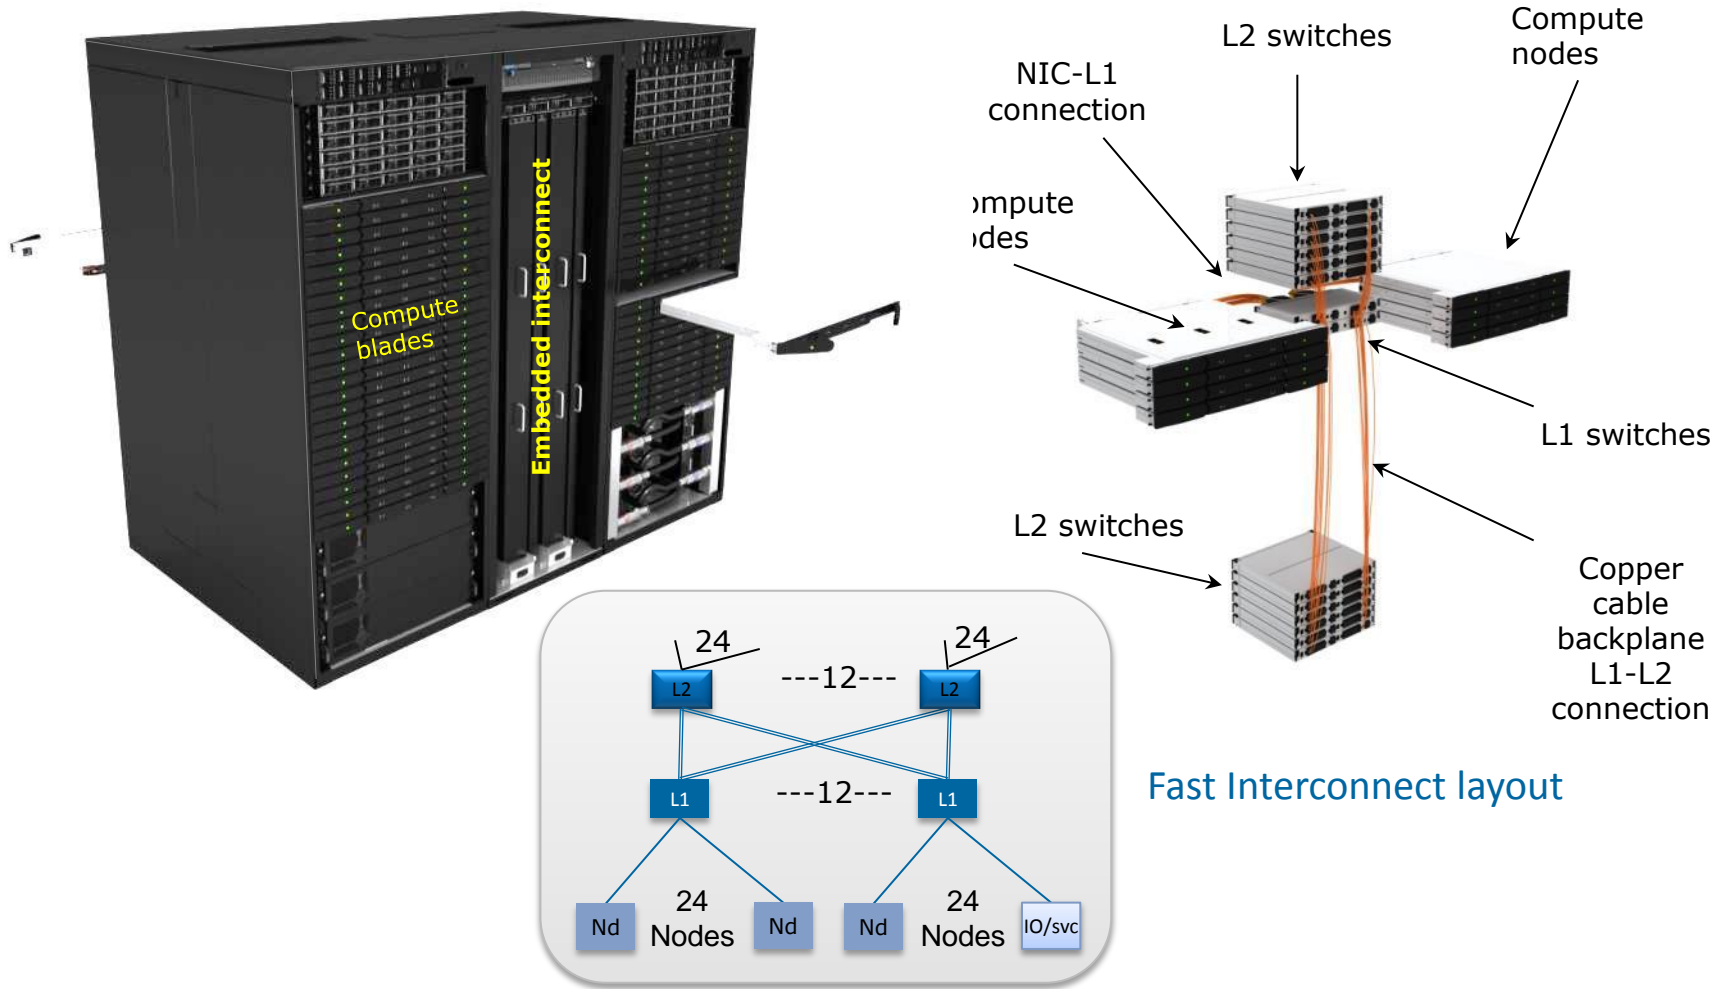 L2 switches
Compute
nodes
NIC-L1
connection
ompute
odes
Compute
blades
Embedded interconnect
L1 switches
L2 switches
Copper
cable
backplane
L1-L2
connection
24
24
L2
---12---
L2
L1
---12---
L1
Fast Interconnect layout
Nd
24
Nodes
Nd
Nd
24
Nodes
IO/svc